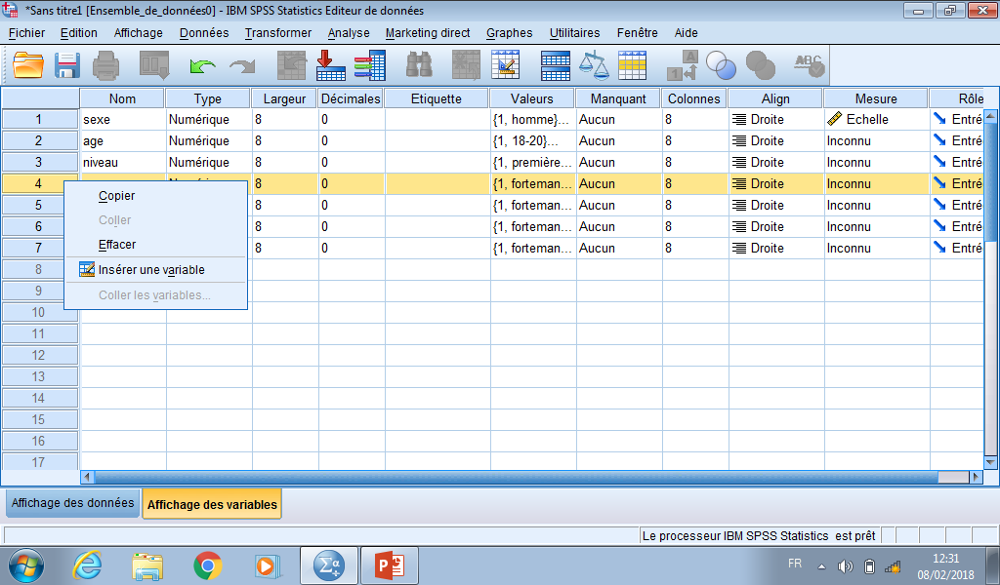 *Sans titre1 [Ensemble_de_données0] - IBM SPSS Statistics Editeur de données
Fichier Edition Affichage Données Transformer Analyse Marketing direct Graphes Utilitaires Fenêtre Aide
Nom Type Largeur Décimales Etiquette Valeurs Manquant Colonnes Align Mesure Rôle
1 sexe Numérique 8 0 {1, homme}... Aucun 8 Droite Echelle Entré
2 age Numérique 8 0 {1, 18-20}... Aucun 8 Droite Inconnu Entré
3 niveau Numérique 8 0 {1, première... Aucun 8 Droite Inconnu Entré
4 8 0 {1, forteman... Aucun 8 Droite Inconnu Entré
5 8 0 {1, forteman... Aucun 8 Droite Inconnu Entré
6 8 0 {1, forteman... Aucun 8 Droite Inconnu Entré
7 8 0 {1, forteman... Aucun 8 Droite Inconnu Entré
8
9
10
11
12
13
14
15
16
17
Copier
Coller
Effacer
Insérer une variable
Coller les variables...
Affichage des données Affichage des variables
Le processeur IBM SPSS Statistics est prêt
FR
12:31
08/02/2018